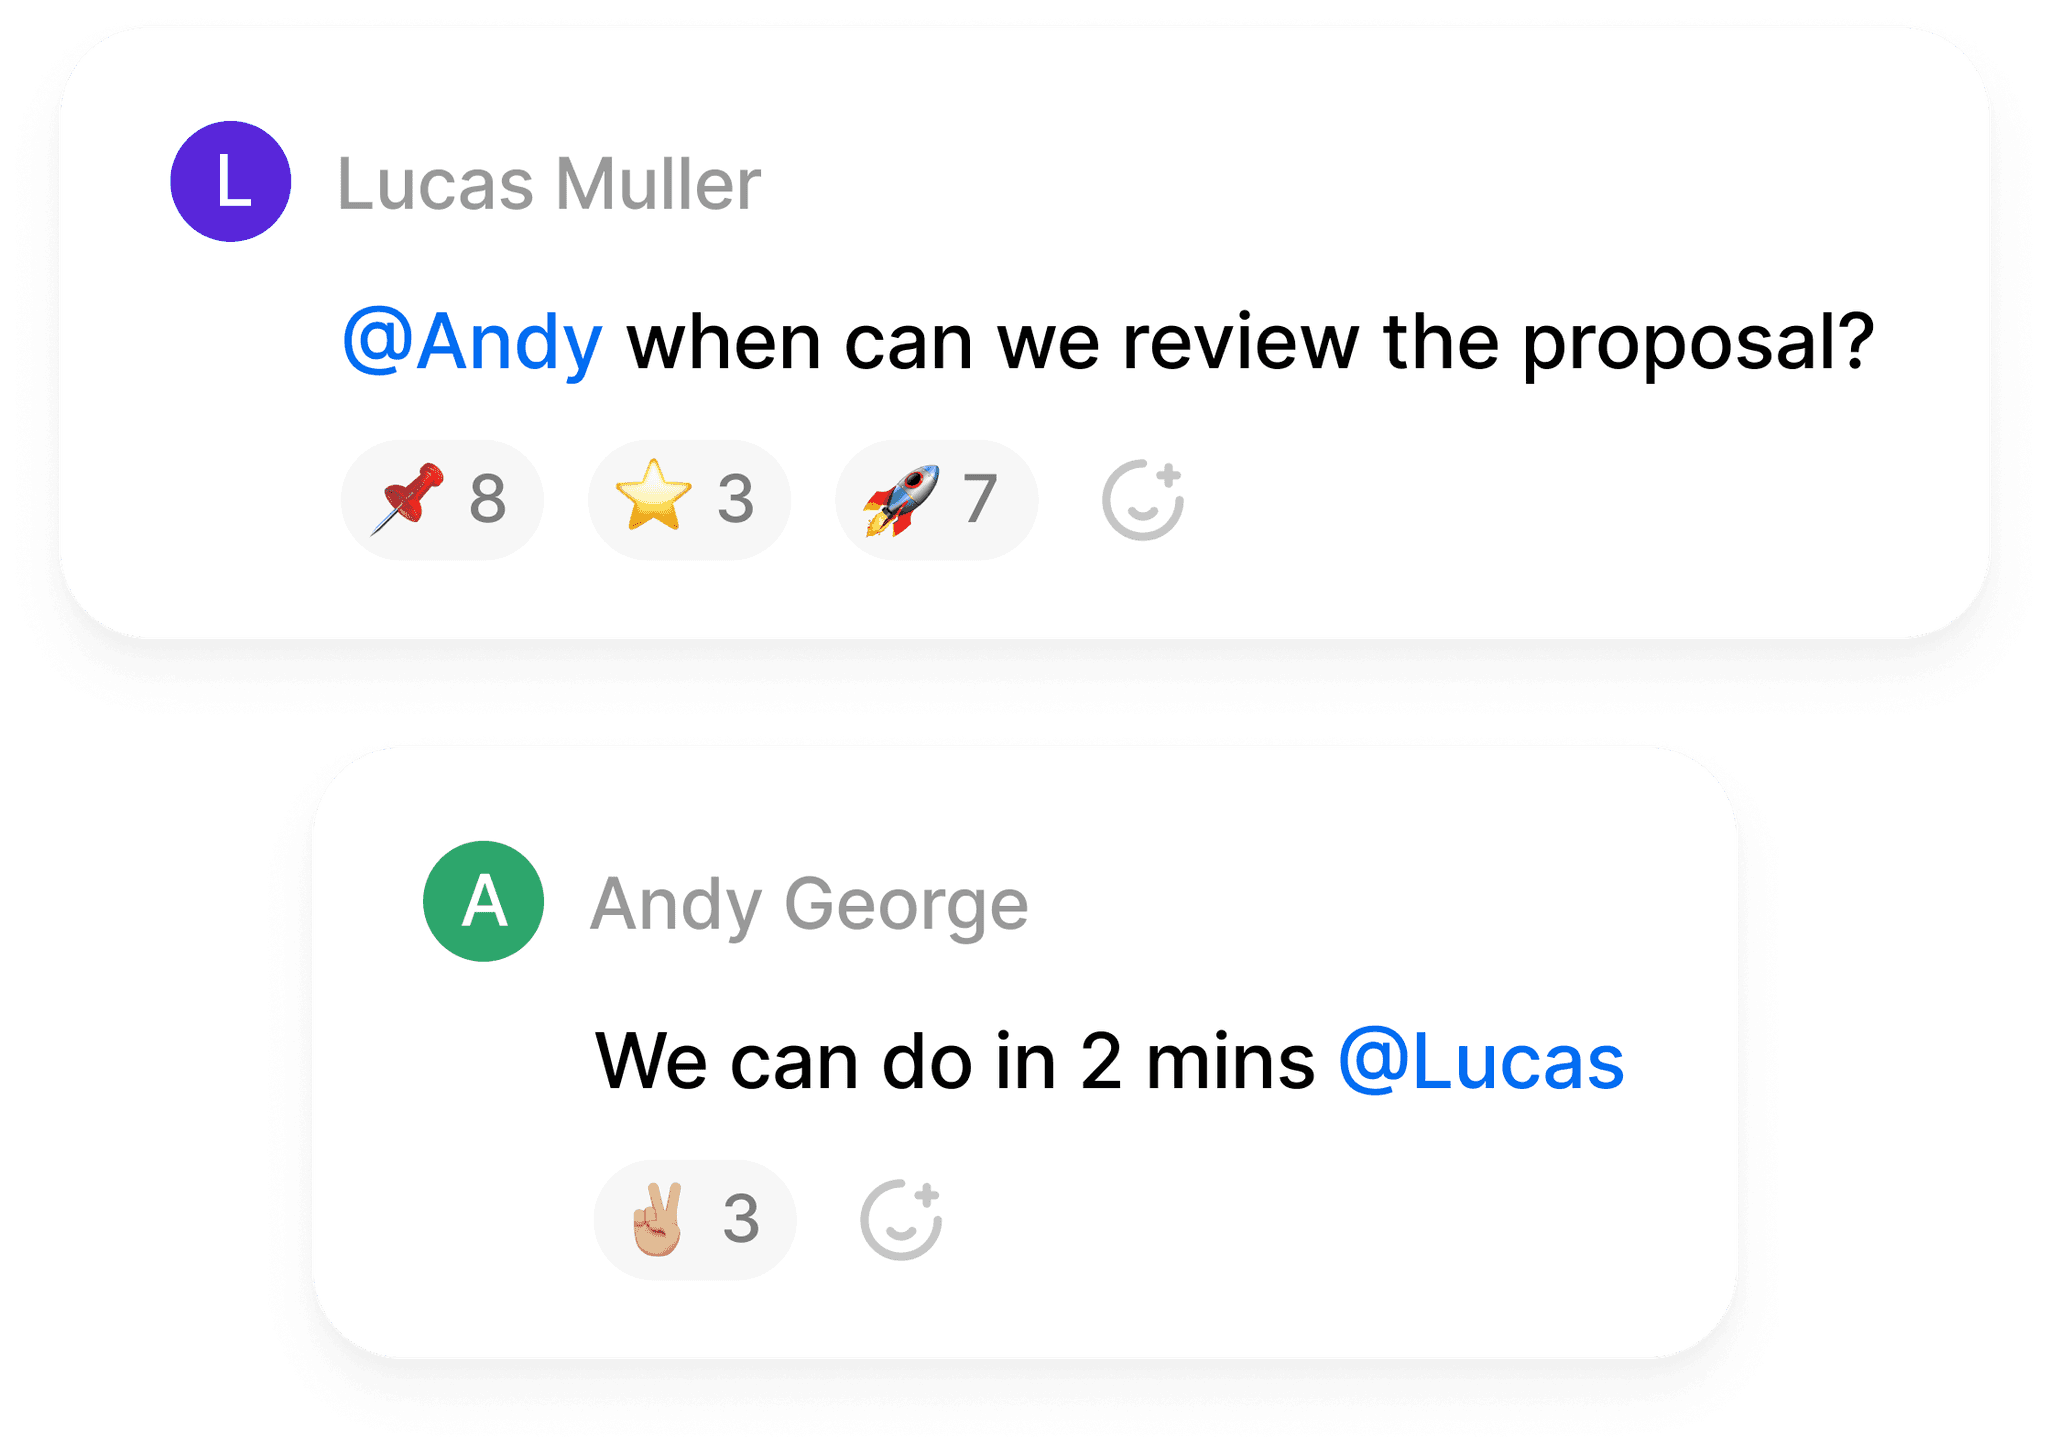 L Lucas Muller
@Andy when can we review the proposal?
8 3 7
A Andy George
We can do in 2 mins @Lucas
3